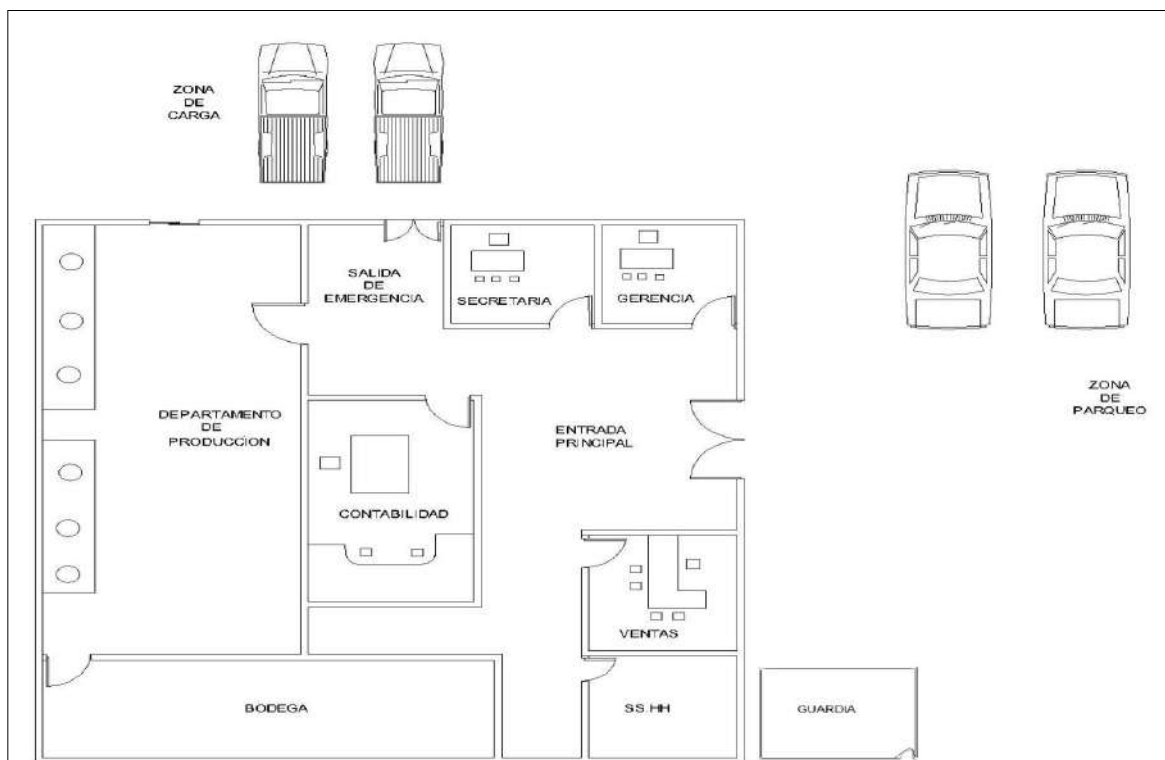 ZONA
DE
CARGA
SALIDA
DE
EMERGENCIA
SECRETARIA
GERENCIA
ZONA
DE
PARQUEO
DEPARTAMENTO
DE
PRODUCCION
ENTRADA
PRINCIPAL
CONTABILIDAD
VENTAS
BODEGA
SS.HH
GUARDIA